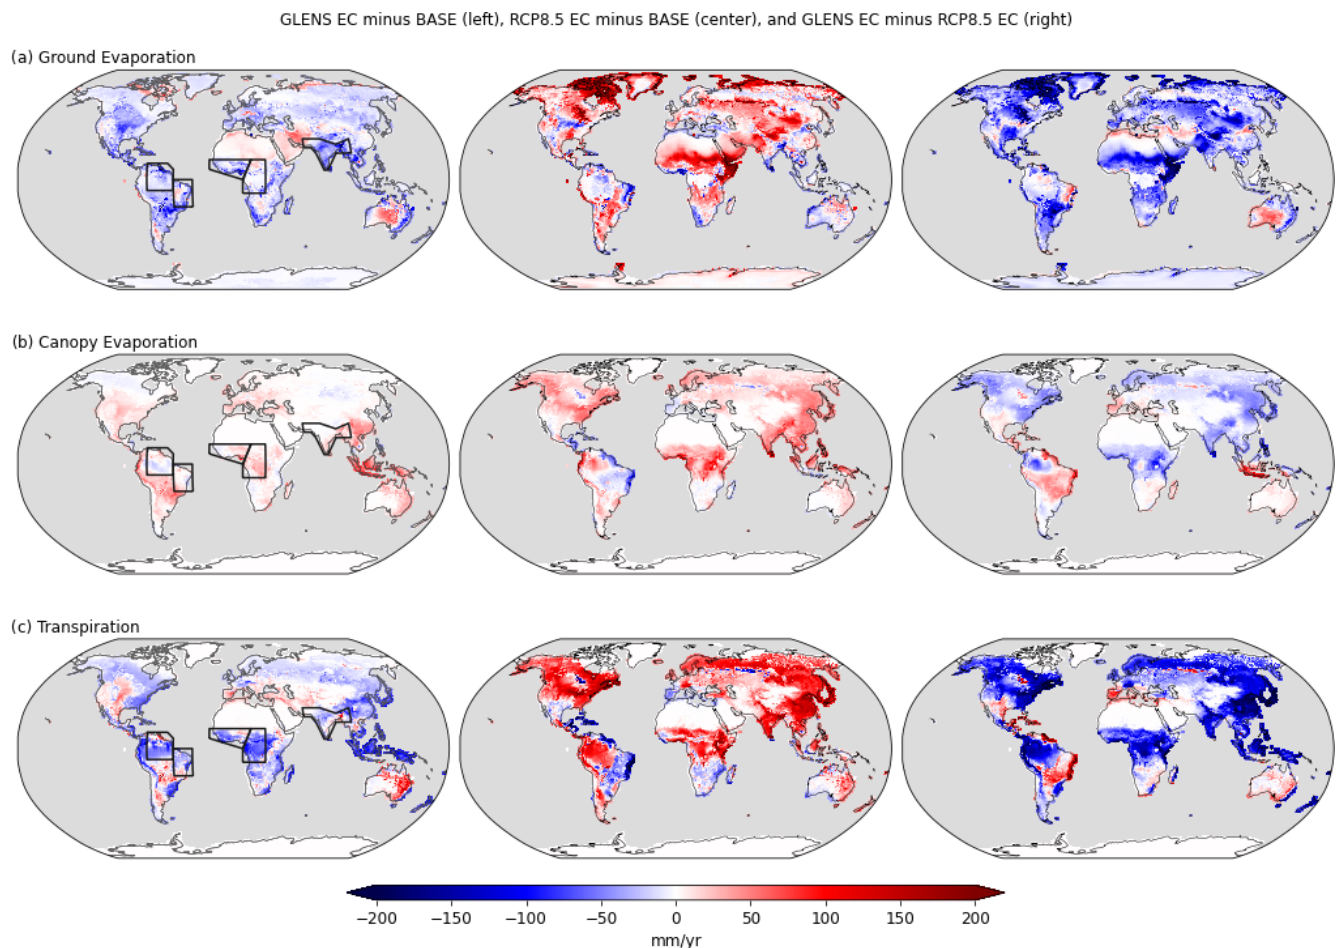 GLENS EC minus BASE (left), RCP8.5 EC minus BASE (center), and GLENS EC minus RCP8.5 EC (right)
(a) Ground Evaporation
(b) Canopy Evaporation
(c) Transpiration
−200 −150 −100 −50 0 50 100 150 200
mm/yr